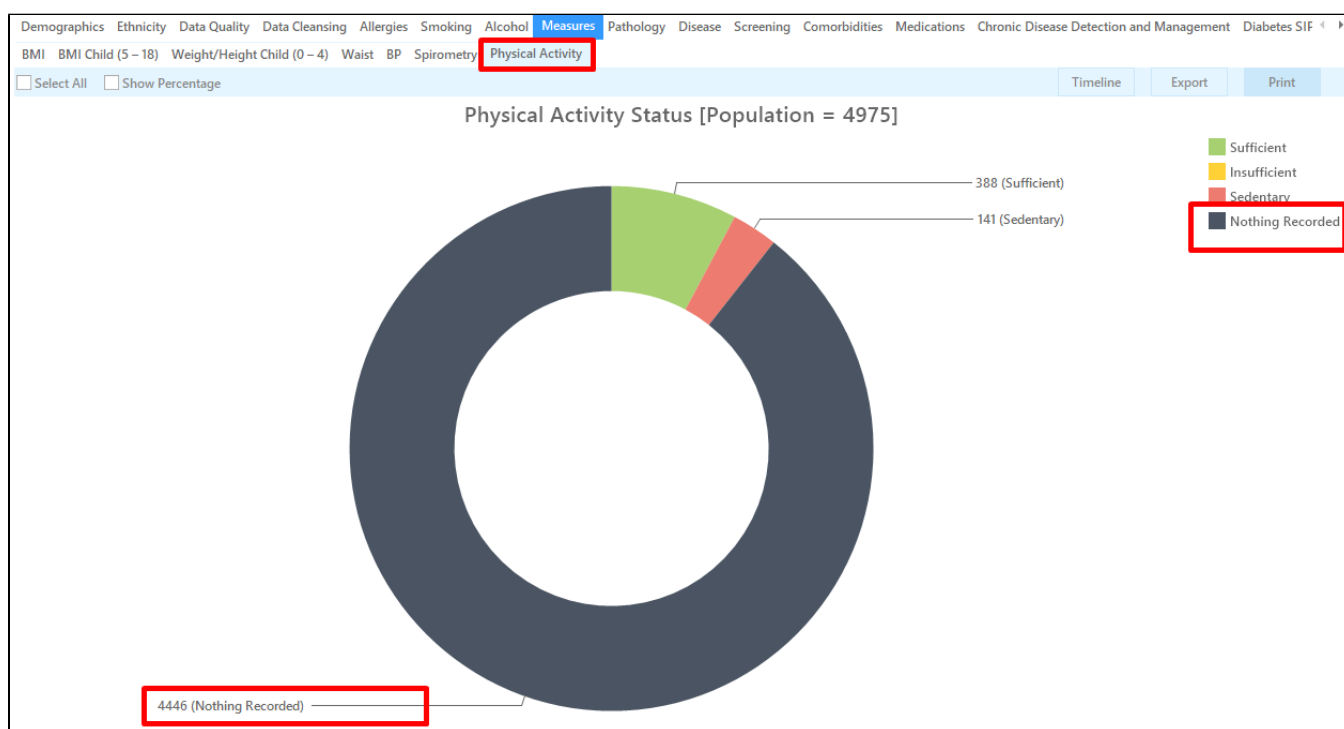 Demographics Ethnicity Data Quality Data Cleansing Allergies Smoking Alcohol Measures Pathology Disease Screening Comorbidities Medications Chronic Disease Detection and Management Diabetes SIP
BMI BMI Child (5 – 18) Weight/Height Child (0 – 4) Waist BP Spirometry Physical Activity
Select All Show Percentage Timeline Export Print
Physical Activity Status [Population = 4975]
Sufficient
Insufficient
Sedentary
Nothing Recorded
388 (Sufficient)
141 (Sedentary)
4446 (Nothing Recorded)